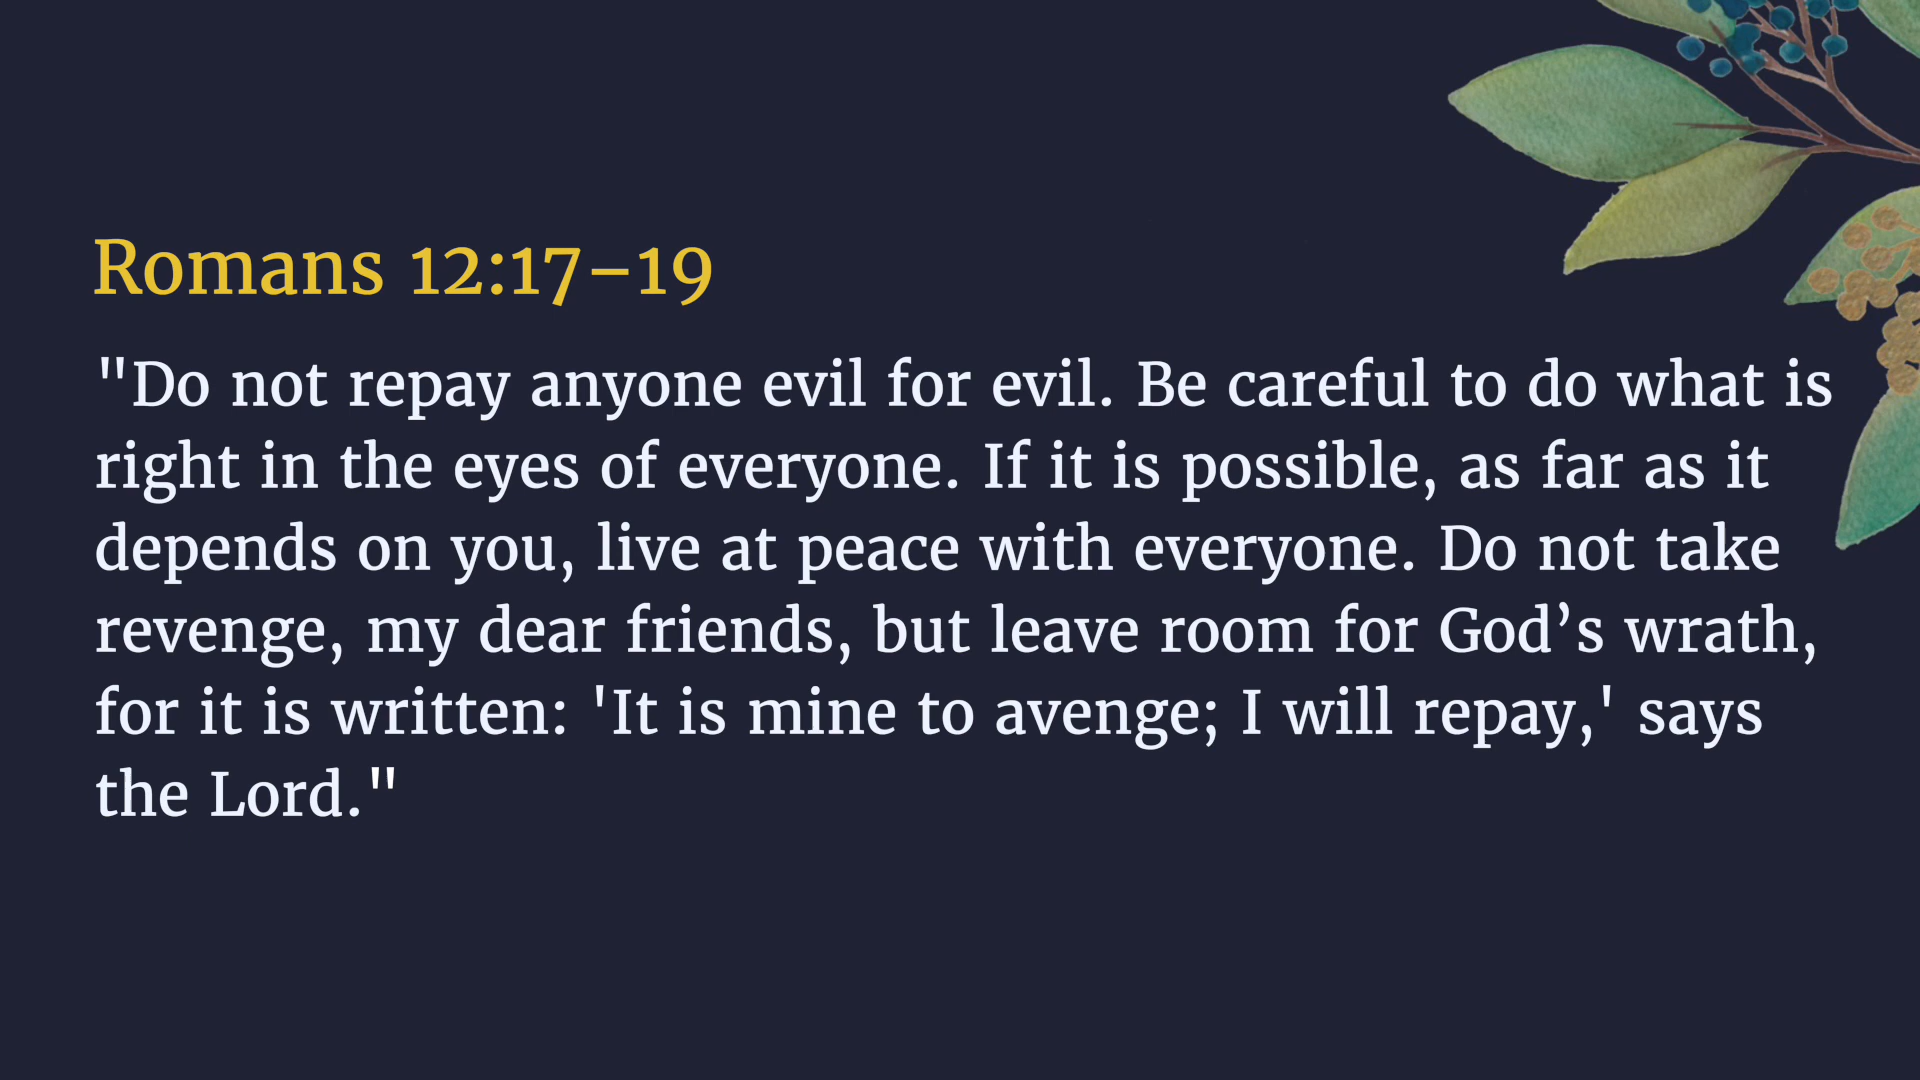 Romans 12:17–19
"Do not repay anyone evil for evil. Be careful to do what is
right in the eyes of everyone. If it is possible, as far as it
depends on you, live at peace with everyone. Do not take
revenge, my dear friends, but leave room for God’s wrath,
for it is written: 'It is mine to avenge; I will repay,' says
the Lord."